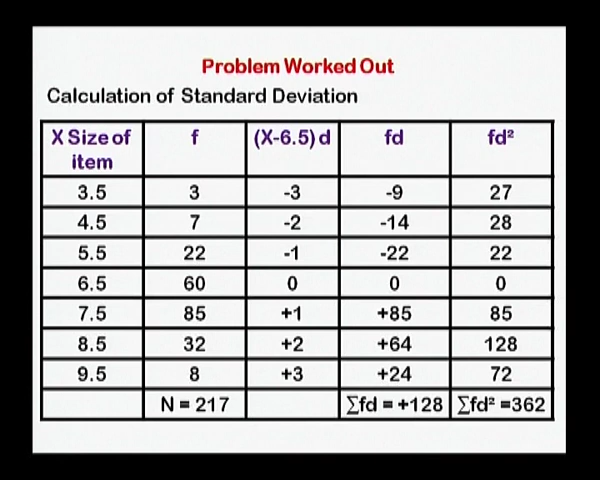 Problem Worked Out
Calculation of Standard Deviation
X Size of item f (X-6.5) d fd fd²
3.5 3 -3 -9 27
4.5 7 -2 -14 28
5.5 22 -1 -22 22
6.5 60 0 0 0
7.5 85 +1 +85 85
8.5 32 +2 +64 128
9.5 8 +3 +24 72
N = 217 ∑fd = +128 ∑fd² =362